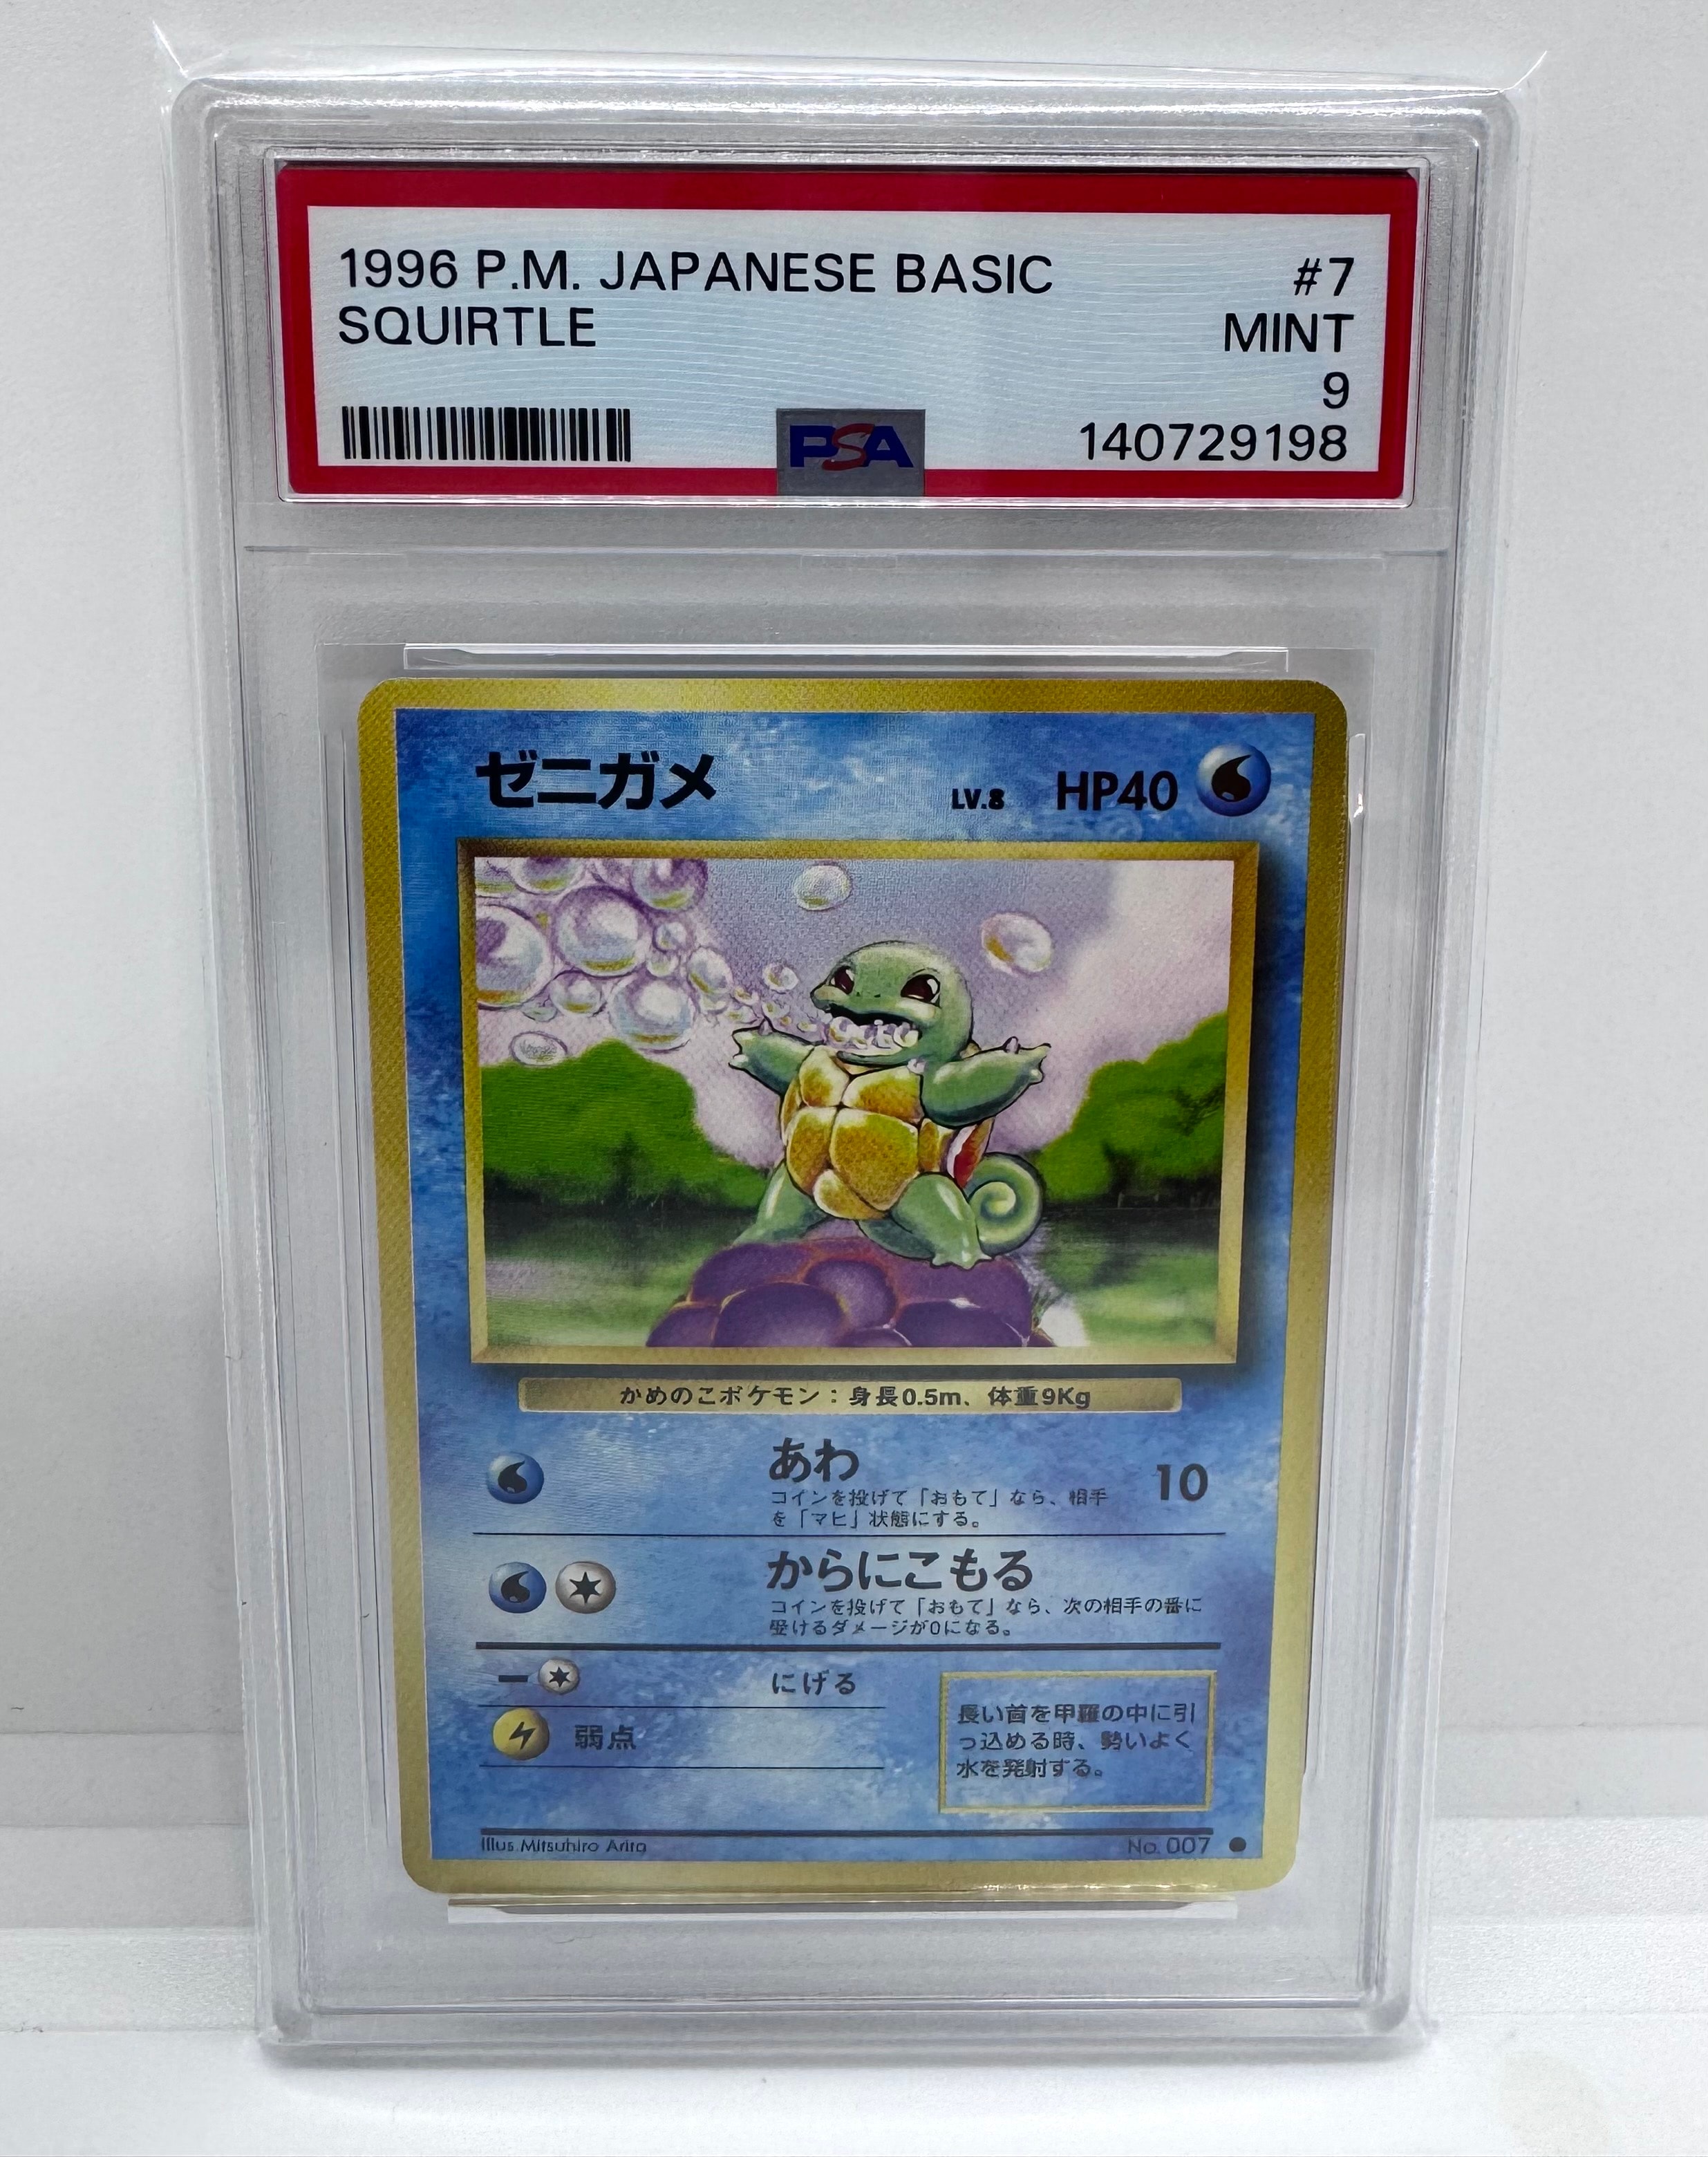 1996 P.M. JAPANESE BASIC #7
SQUIRTLE MINT
9
PSA 140729198
ゼニガメ LV.8 HP40
かめのこポケモン：身長0.5m、体重9Kg
あわ 10
コインを投げて「おもて」なら、相手
を「マヒ」状態にする。
からにこもる
コインを投げて「おもて」なら、次の相手の番に
受けるダメージが0になる。
にげる
弱点
長い首を甲羅の中に引
っ込める時、勢いよく
水を発射する。
Illus. Mitsuhiro Arita No. 007